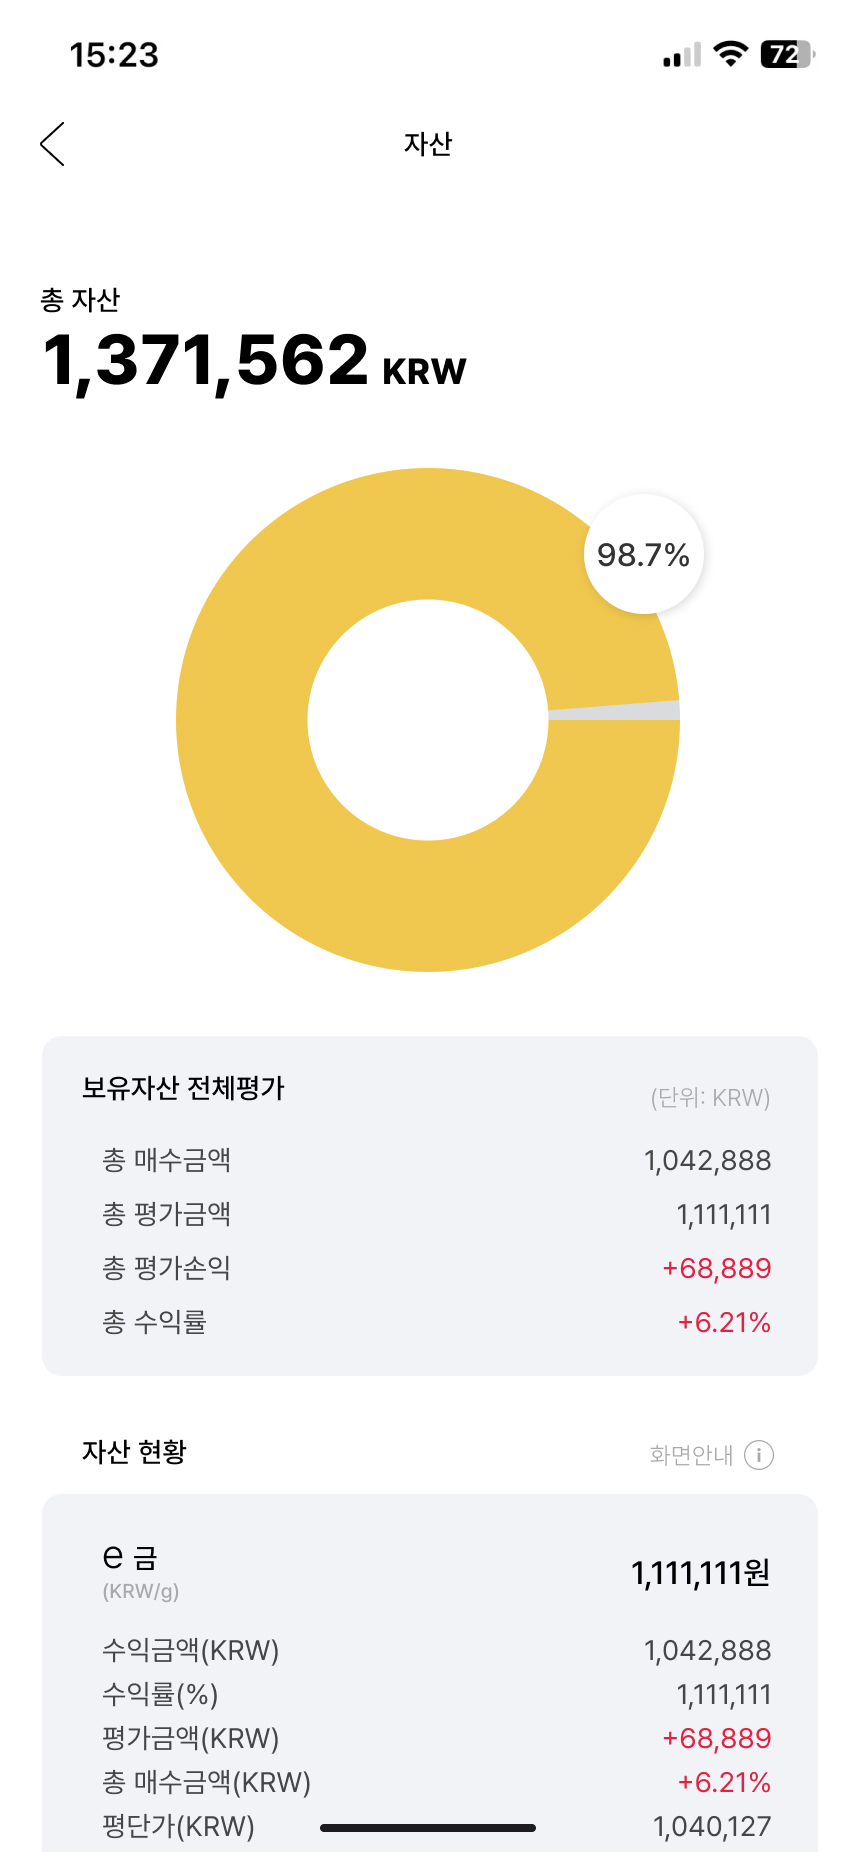 15:23
72
자산
총 자산
1,371,562 KRW
98.7%
보유자산 전체평가 (단위: KRW)
총 매수금액 1,042,888
총 평가금액 1,111,111
총 평가손익 +68,889
총 수익률 +6.21%
자산 현황 화면안내 i
e 금 1,111,111원
(KRW/g)
수익금액(KRW) 1,042,888
수익률(%) 1,111,111
평가금액(KRW) +68,889
총 매수금액(KRW) +6.21%
평단가(KRW) 1,040,127